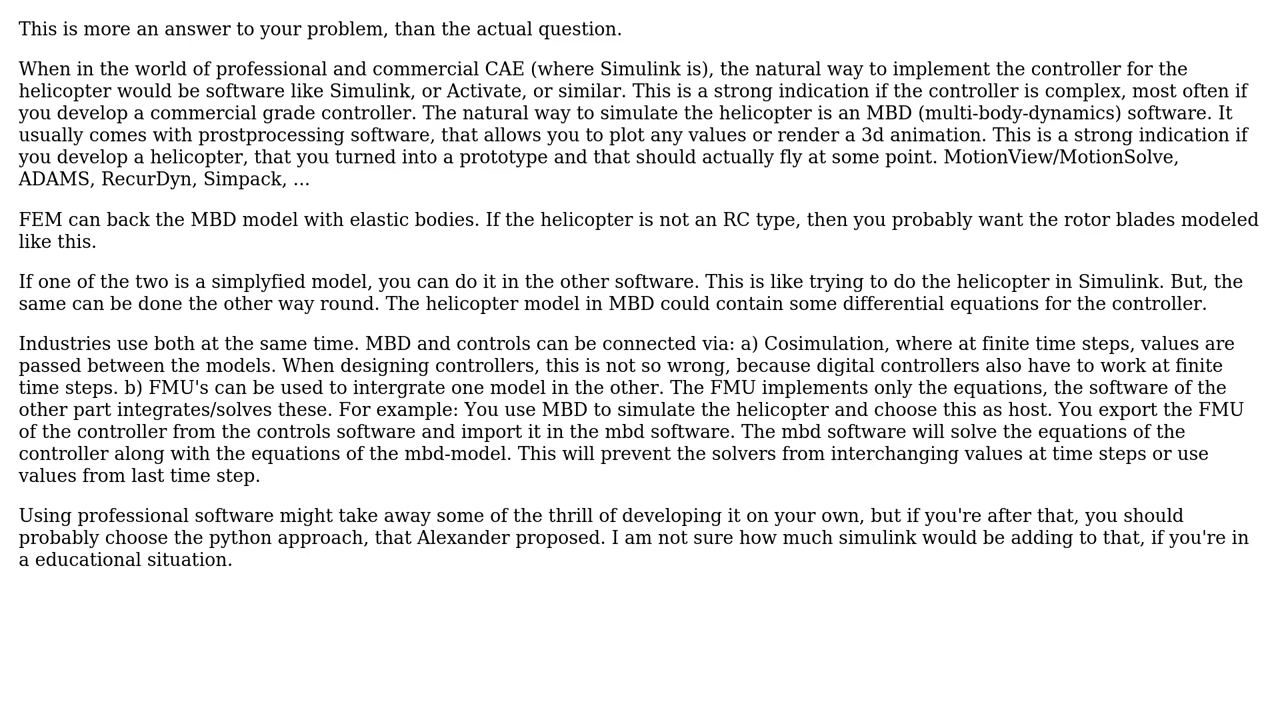 This is more an answer to your problem, than the actual question.
When in the world of professional and commercial CAE (where Simulink is), the natural way to implement the controller for the
helicopter would be software like Simulink, or Activate, or similar. This is a strong indication if the controller is complex, most often if
you develop a commercial grade controller. The natural way to simulate the helicopter is an MBD (multi-body-dynamics) software. It
usually comes with prostprocessing software, that allows you to plot any values or render a 3d animation. This is a strong indication if
you develop a helicopter, that you turned into a prototype and that should actually fly at some point. MotionView/MotionSolve,
ADAMS, RecurDyn, Simpack, ...
FEM can back the MBD model with elastic bodies. If the helicopter is not an RC type, then you probably want the rotor blades modeled
like this.
If one of the two is a simplyfied model, you can do it in the other software. This is like trying to do the helicopter in Simulink. But, the
same can be done the other way round. The helicopter model in MBD could contain some differential equations for the controller.
Industries use both at the same time. MBD and controls can be connected via: a) Cosimulation, where at finite time steps, values are
passed between the models. When designing controllers, this is not so wrong, because digital controllers also have to work at finite
time steps. b) FMU's can be used to intergrate one model in the other. The FMU implements only the equations, the software of the
other part integrates/solves these. For example: You use MBD to simulate the helicopter and choose this as host. You export the FMU
of the controller from the controls software and import it in the mbd software. The mbd software will solve the equations of the
controller along with the equations of the mbd-model. This will prevent the solvers from interchanging values at time steps or use
values from last time step.
Using professional software might take away some of the thrill of developing it on your own, but if you're after that, you should
probably choose the python approach, that Alexander proposed. I am not sure how much simulink would be adding to that, if you're in
a educational situation.